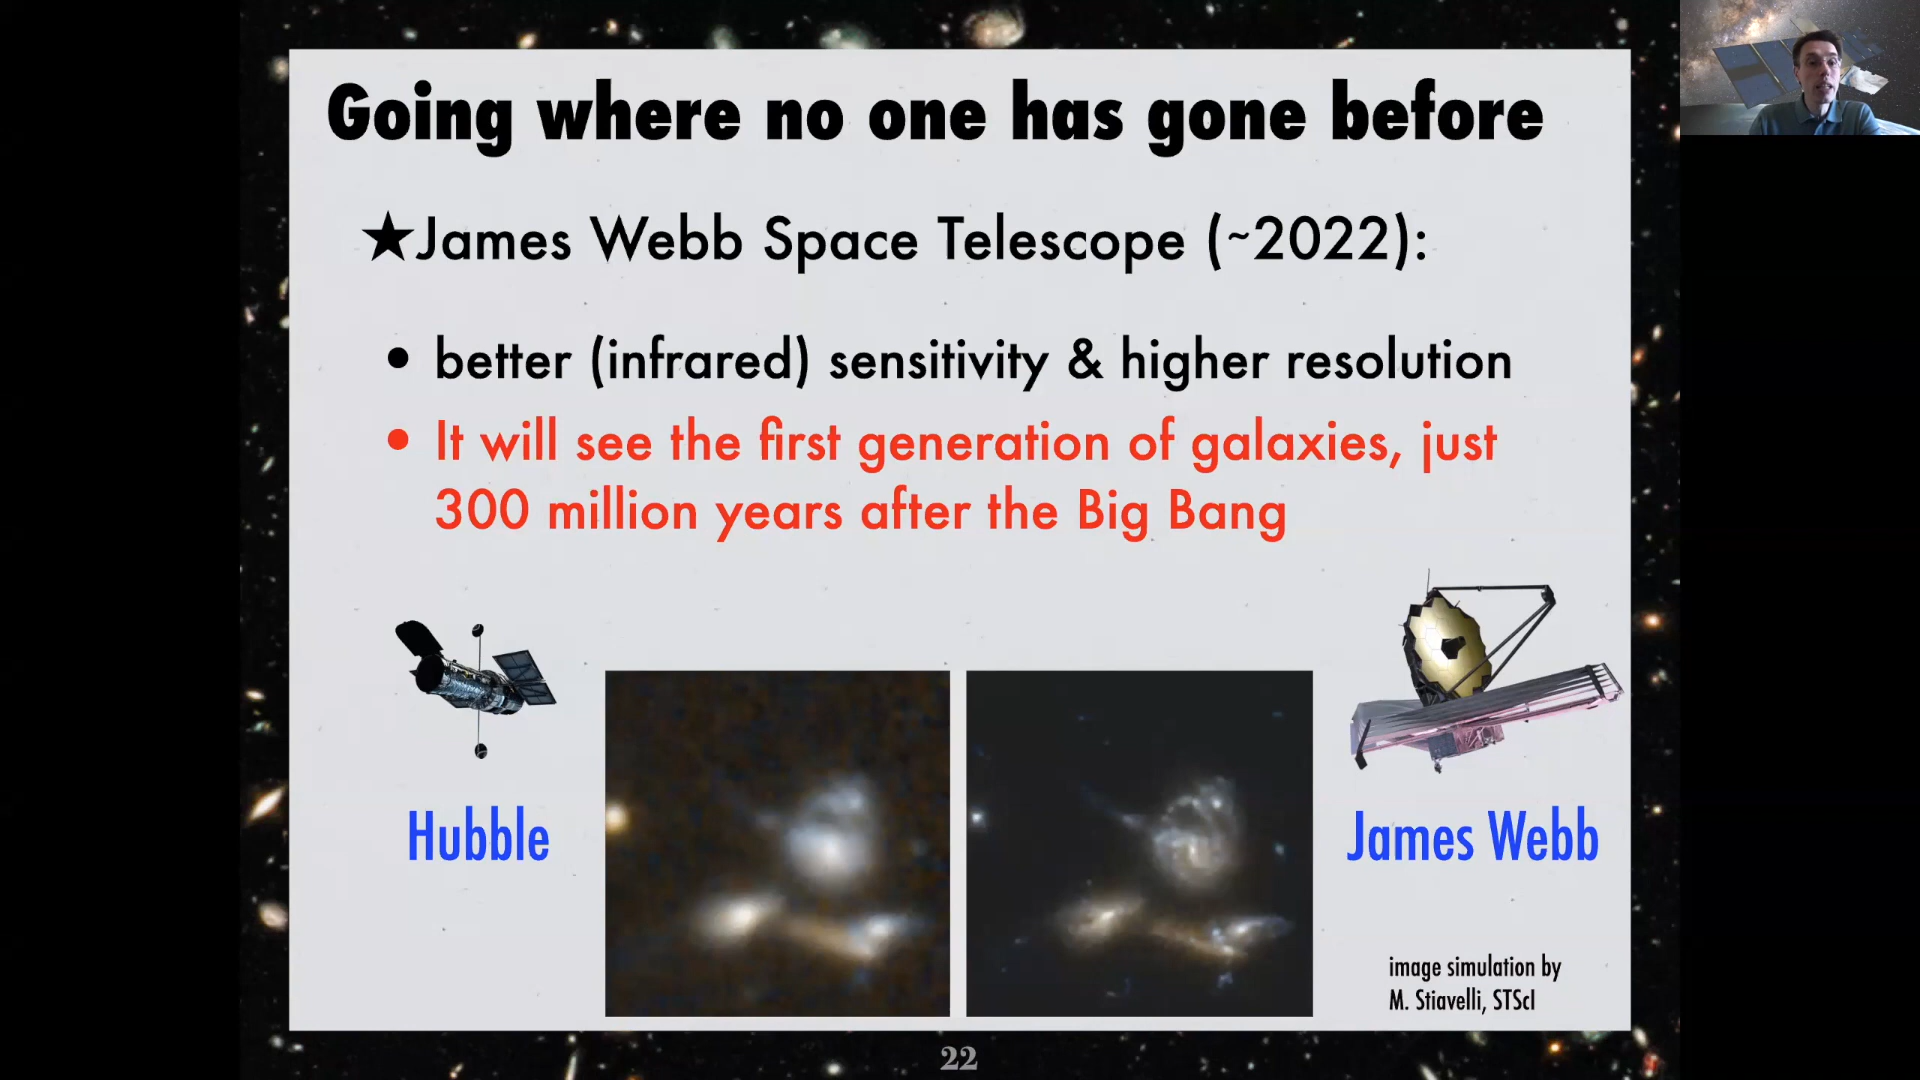 Going where no one has gone before
★James Webb Space Telescope (~2022):
• better (infrared) sensitivity & higher resolution
• It will see the first generation of galaxies, just
300 million years after the Big Bang
Hubble
James Webb
image simulation by
M. Stiavelli, STScI
22